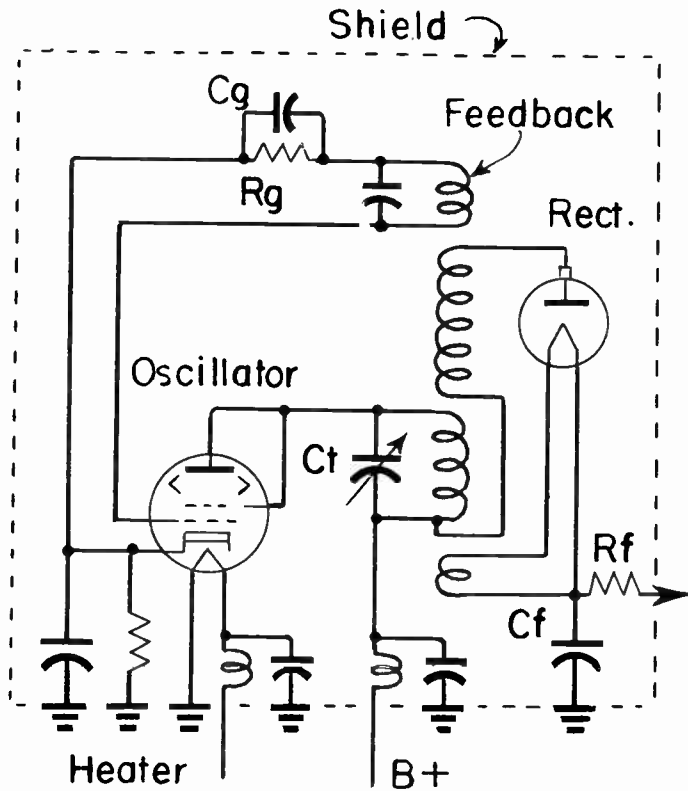 Shield
Cg
Feedback
Rg
Rect.
Oscillator
Ct
Rf
Cf
Heater
B+